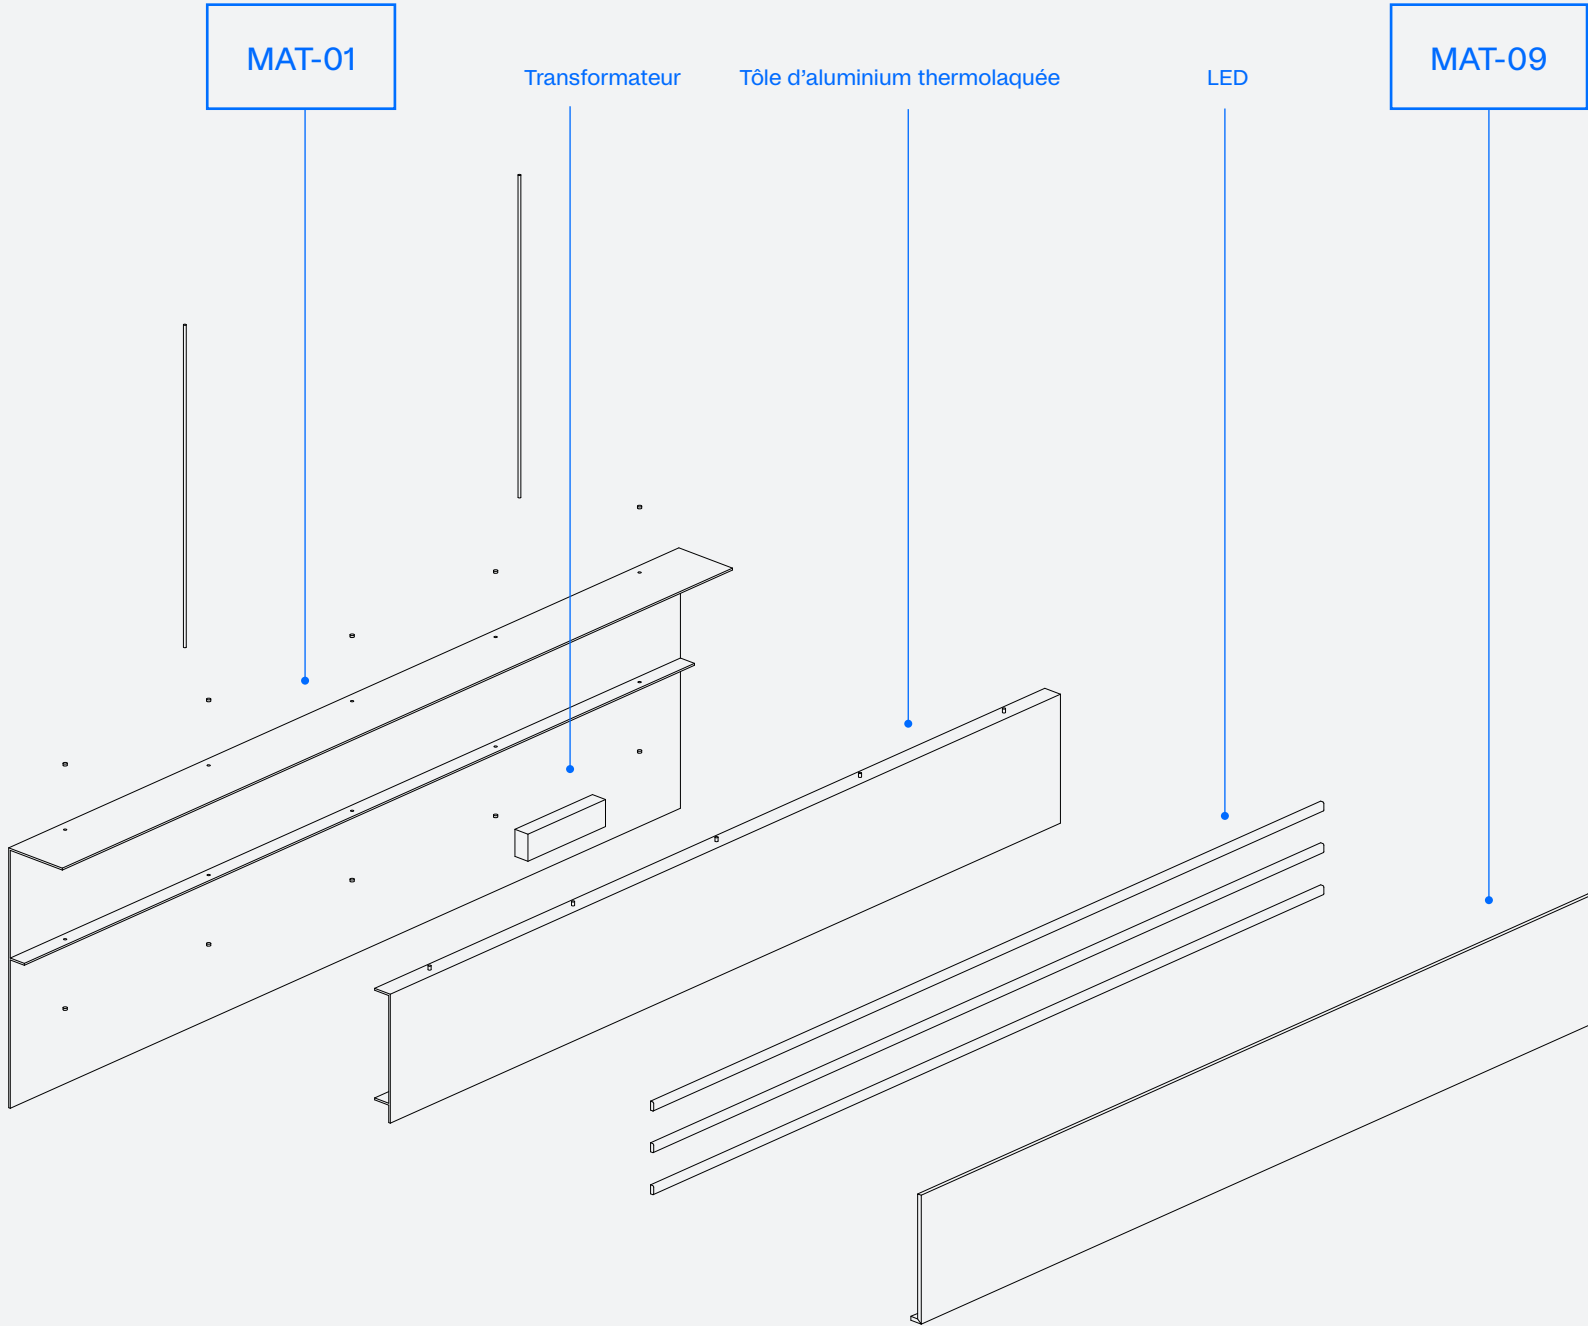 MAT-01
Transformateur
Tôle d’aluminium thermolaquée
LED
MAT-09